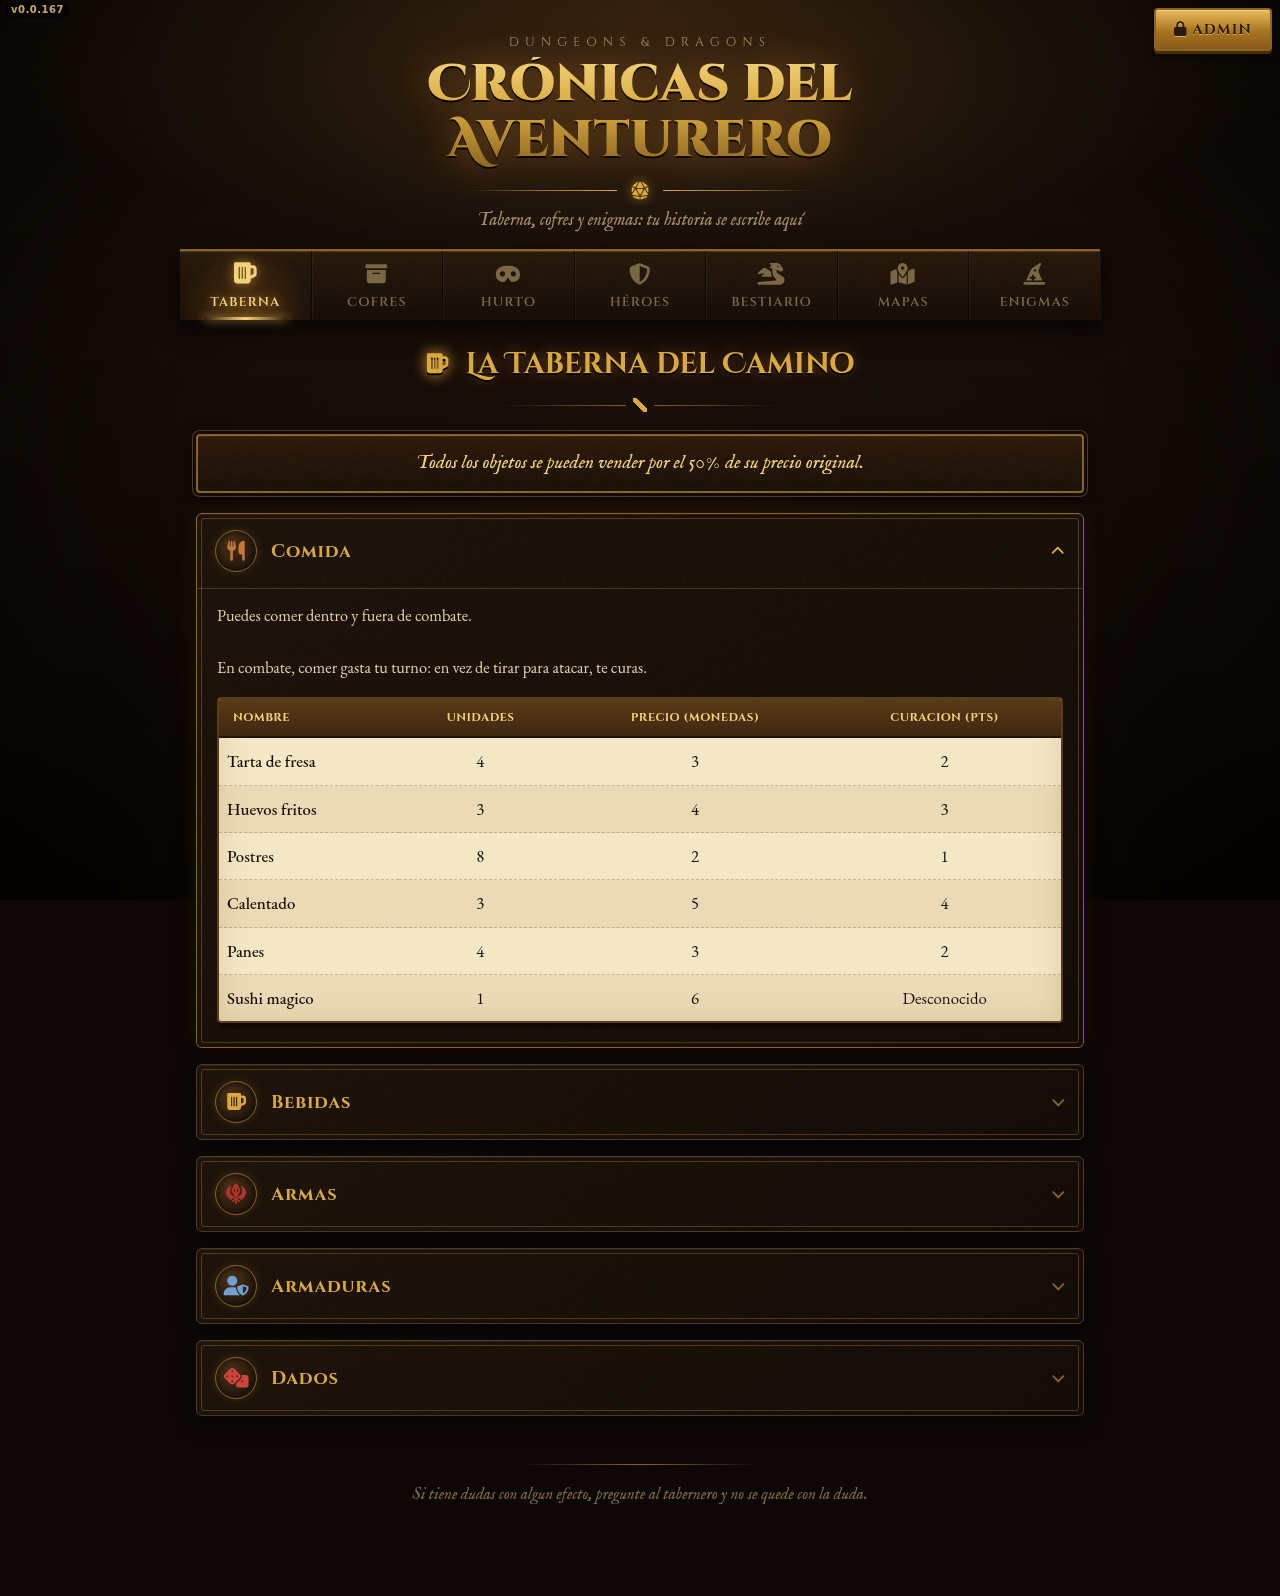 v0.0.167
ADMIN
DUNGEONS & DRAGONS
Crónicas del
Aventurero
Taberna, cofres y enigmas: tu historia se escribe aquí
TABERNA
COFRES
HURTO
HÉROES
BESTIARIO
MAPAS
ENIGMAS
La Taberna del Camino
Todos los objetos se pueden vender por el 50% de su precio original.
Comida
Puedes comer dentro y fuera de combate.
En combate, comer gasta tu turno: en vez de tirar para atacar, te curas.
NOMBRE UNIDADES PRECIO (MONEDAS) CURACION (PTS)
Tarta de fresa 4 3 2
Huevos fritos 3 4 3
Postres 8 2 1
Calentado 3 5 4
Panes 4 3 2
Sushi magico 1 6 Desconocido
Bebidas
Armas
Armaduras
Dados
Si tiene dudas con algun efecto, pregunte al tabernero y no se quede con la duda.